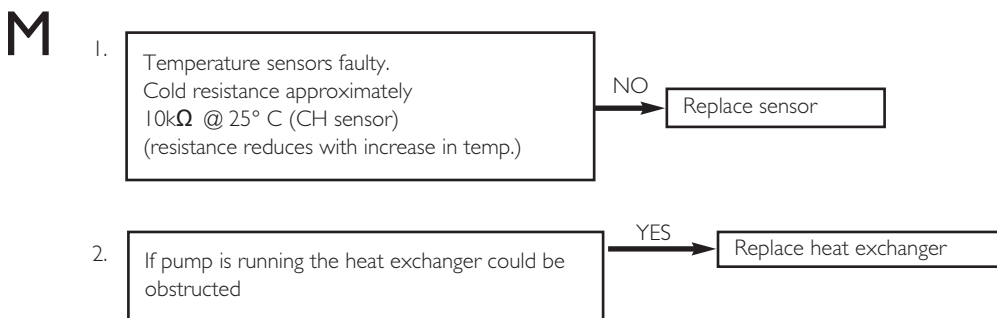 M
1.
Temperature sensors faulty.
Cold resistance approximately
10kΩ @ 25° C (CH sensor)
(resistance reduces with increase in temp.)
NO
Replace sensor
2.
If pump is running the heat exchanger could be
obstructed
YES
Replace heat exchanger